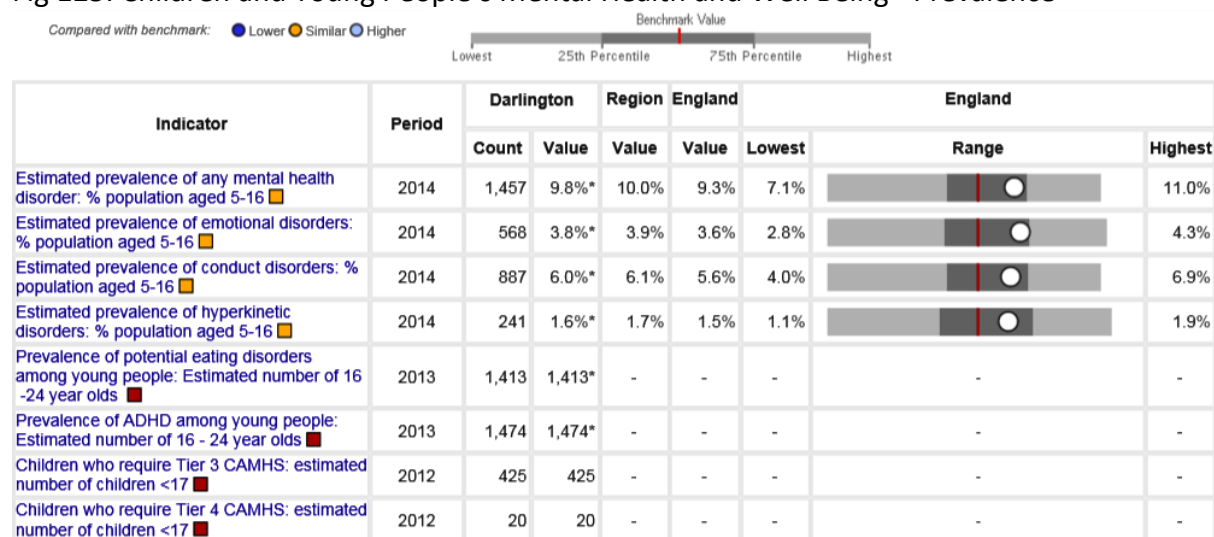 Compared with benchmark: Lower Similar Higher
Benchmark Value
Lowest 25th Percentile 75th Percentile Highest
Indicator Period Darlington Region England England
Count Value Value Value Lowest Range Highest
Estimated prevalence of any mental health
disorder: % population aged 5-16 2014 1,457 9.8%* 10.0% 9.3% 7.1% 11.0%
Estimated prevalence of emotional disorders:
% population aged 5-16 2014 568 3.8%* 3.9% 3.6% 2.8% 4.3%
Estimated prevalence of conduct disorders: %
population aged 5-16 2014 887 6.0%* 6.1% 5.6% 4.0% 6.9%
Estimated prevalence of hyperkinetic
disorders: % population aged 5-16 2014 241 1.6%* 1.7% 1.5% 1.1% 1.9%
Prevalence of potential eating disorders
among young people: Estimated number of 16
-24 year olds 2013 1,413 1,413* - - - - -
Prevalence of ADHD among young people:
Estimated number of 16 - 24 year olds 2013 1,474 1,474* - - - - -
Children who require Tier 3 CAMHS: estimated
number of children <17 2012 425 425 - - - - -
Children who require Tier 4 CAMHS: estimated
number of children <17 2012 20 20 - - - - -